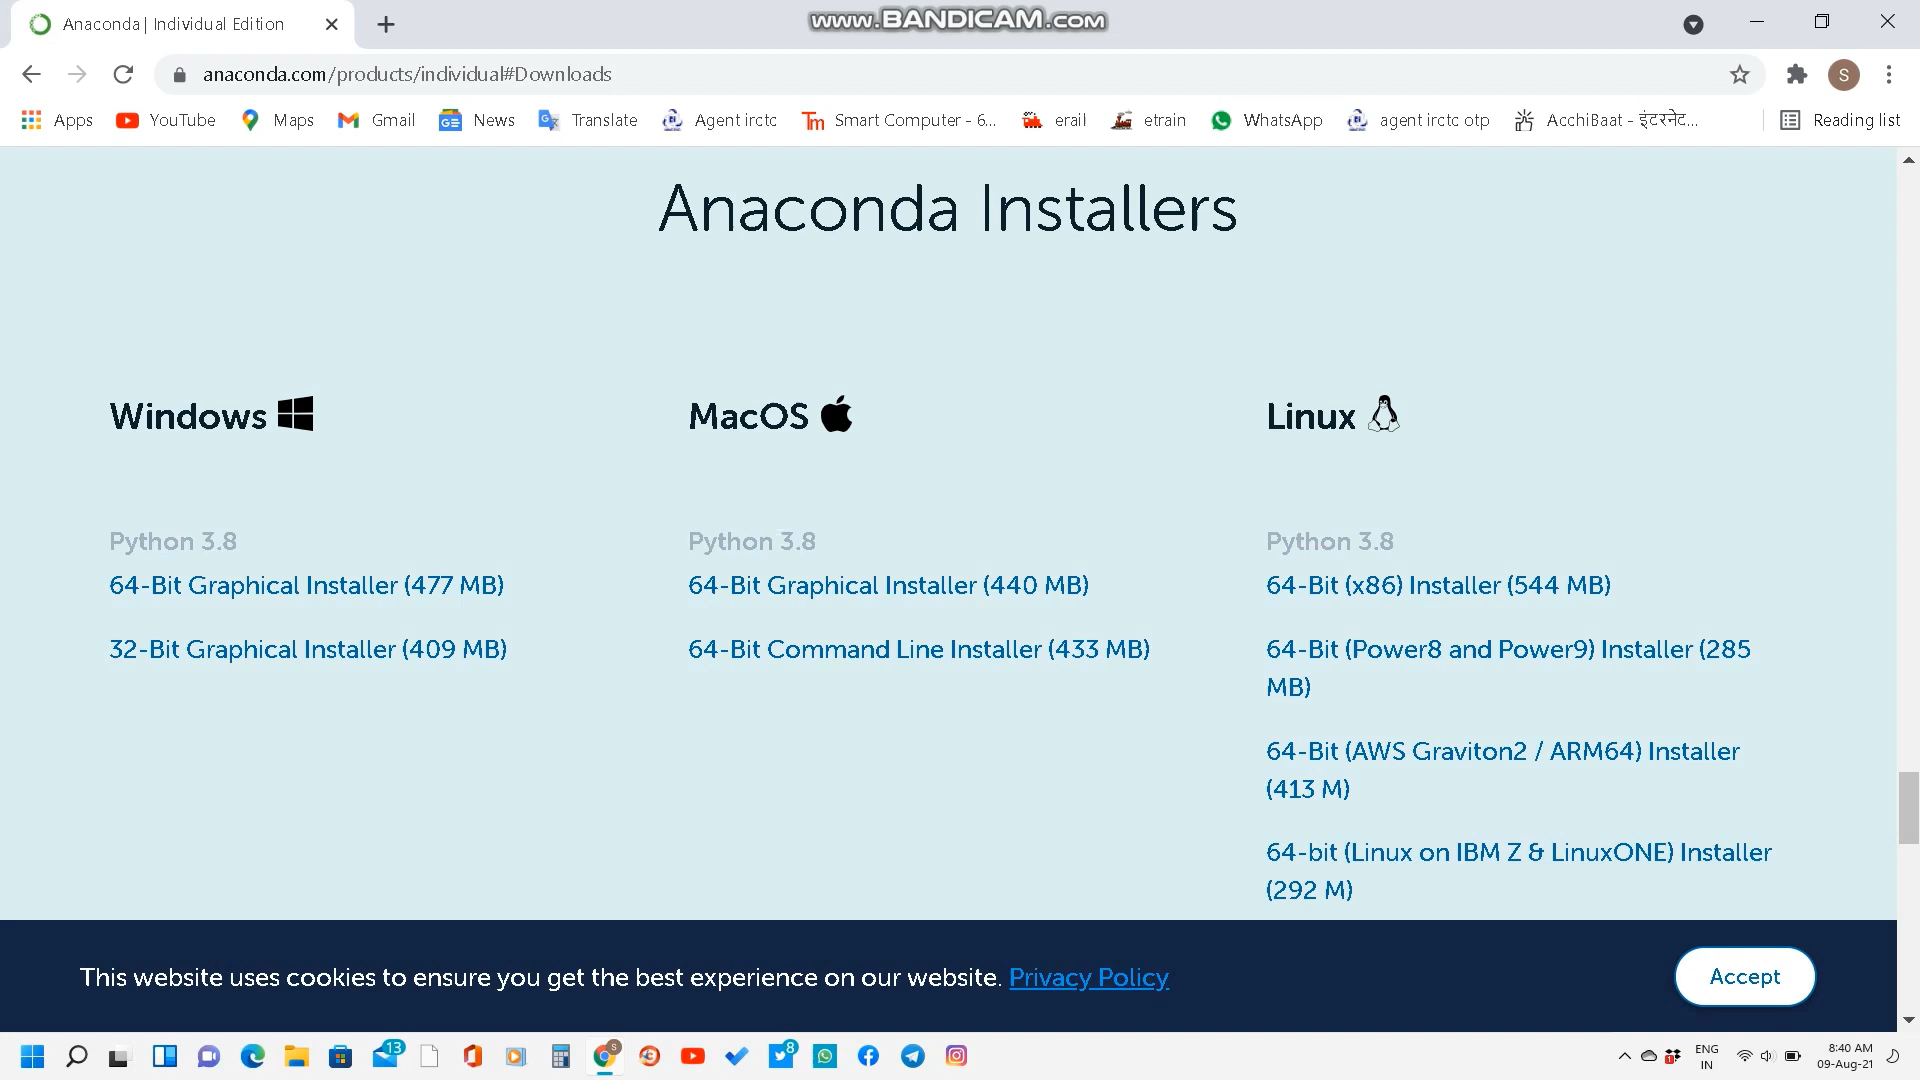 Anaconda | Individual Edition
www.BANDICAM.com
anaconda.com/products/individual#Downloads
S
Apps
YouTube
Maps
Gmail
News
Translate
Agent irctc
Smart Computer - 6...
erail
etrain
WhatsApp
agent irctc otp
AcchiBaat - इंटरनेट...
Reading list
Anaconda Installers
Windows
MacOS
Linux
Python 3.8
Python 3.8
Python 3.8
64-Bit Graphical Installer (477 MB)
64-Bit Graphical Installer (440 MB)
64-Bit (x86) Installer (544 MB)
32-Bit Graphical Installer (409 MB)
64-Bit Command Line Installer (433 MB)
64-Bit (Power8 and Power9) Installer (285
MB)
64-Bit (AWS Graviton2 / ARM64) Installer
(413 M)
64-bit (Linux on IBM Z & LinuxONE) Installer
(292 M)
This website uses cookies to ensure you get the best experience on our website. Privacy Policy
Accept
13
8
ENG
IN
8:40 AM
09-Aug-21